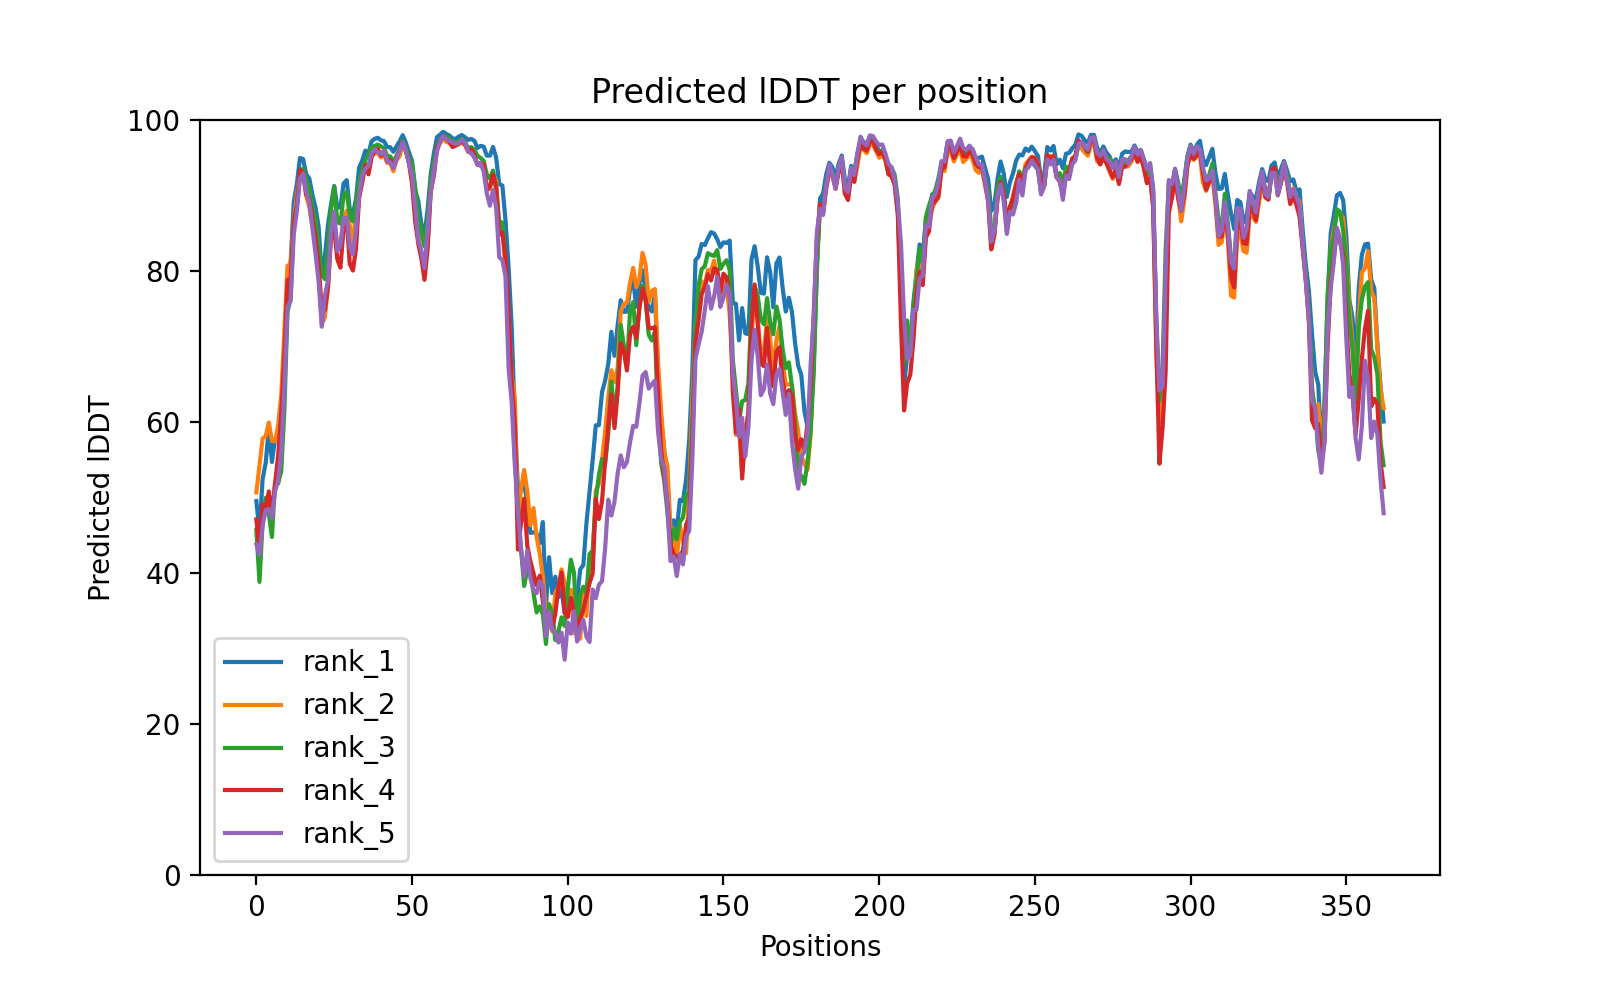 Predicted lDDT per position
100
80
60
40
20
0
Predicted lDDT
rank_1
rank_2
rank_3
rank_4
rank_5
0 50 100 150 200 250 300 350
Positions